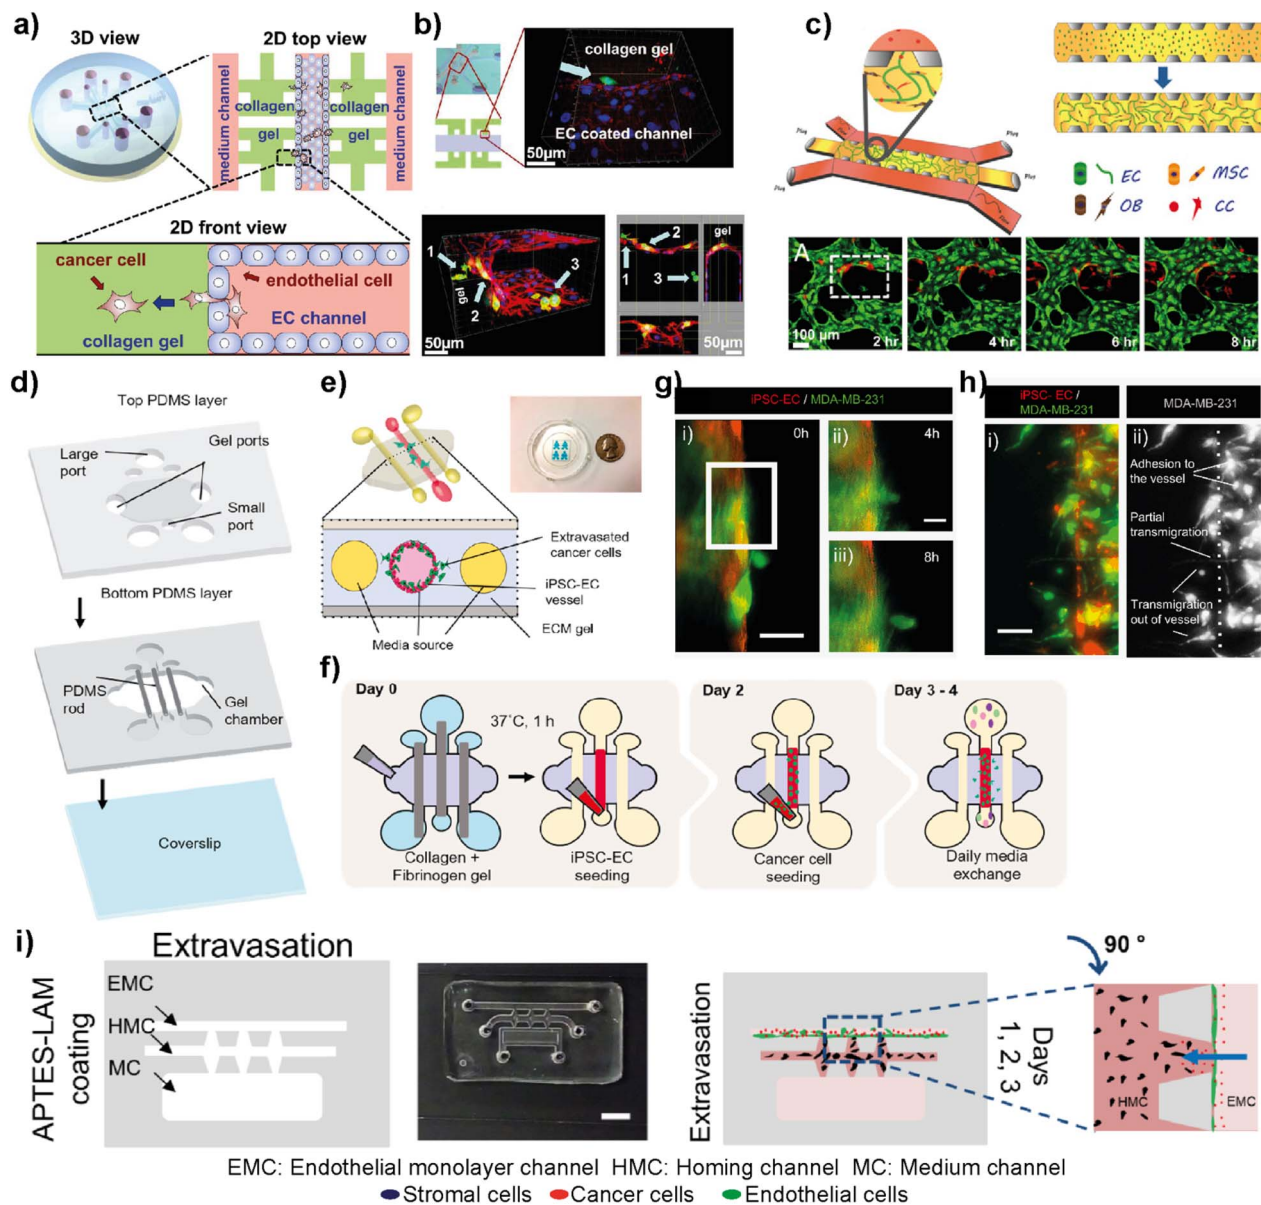 a)
3D view
2D top view
medium channel
collagen
gel
collagen
gel
medium channel
2D front view
cancer cell
endothelial cell
EC channel
collagen gel
b)
collagen gel
EC coated channel
50µm
1
gel
2
3
50µm
2
gel
1
3
50µm
c)
Plug
Plug
Plug
Plug
EC
MSC
OB
CC
A
100 µm
2 hr
4 hr
6 hr
8 hr
d)
Top PDMS layer
Gel ports
Large
port
Small
port
Bottom PDMS layer
PDMS
rod
Gel
chamber
Coverslip
e)
Extravasated
cancer cells
iPSC-EC
vessel
ECM gel
Media source
f)
Day 0
37°C, 1 h
Collagen +
Fibrinogen gel
iPSC-EC
seeding
Day 2
Cancer cell
seeding
Day 3 - 4
Daily media
exchange
g)
iPSC-EC / MDA-MB-231
i)
0h
ii)
4h
iii)
8h
h)
iPSC- EC /
MDA-MB-231
i)
MDA-MB-231
ii)
Adhesion to
the vessel
Partial
transmigration
Transmigration
out of vessel
i)
Extravasation
APTES-LAM
coating
EMC
HMC
MC
Extravasation
Days
1, 2, 3
90 °
HMC
EMC
EMC: Endothelial monolayer channel HMC: Homing channel MC: Medium channel
Stromal cells Cancer cells Endothelial cells